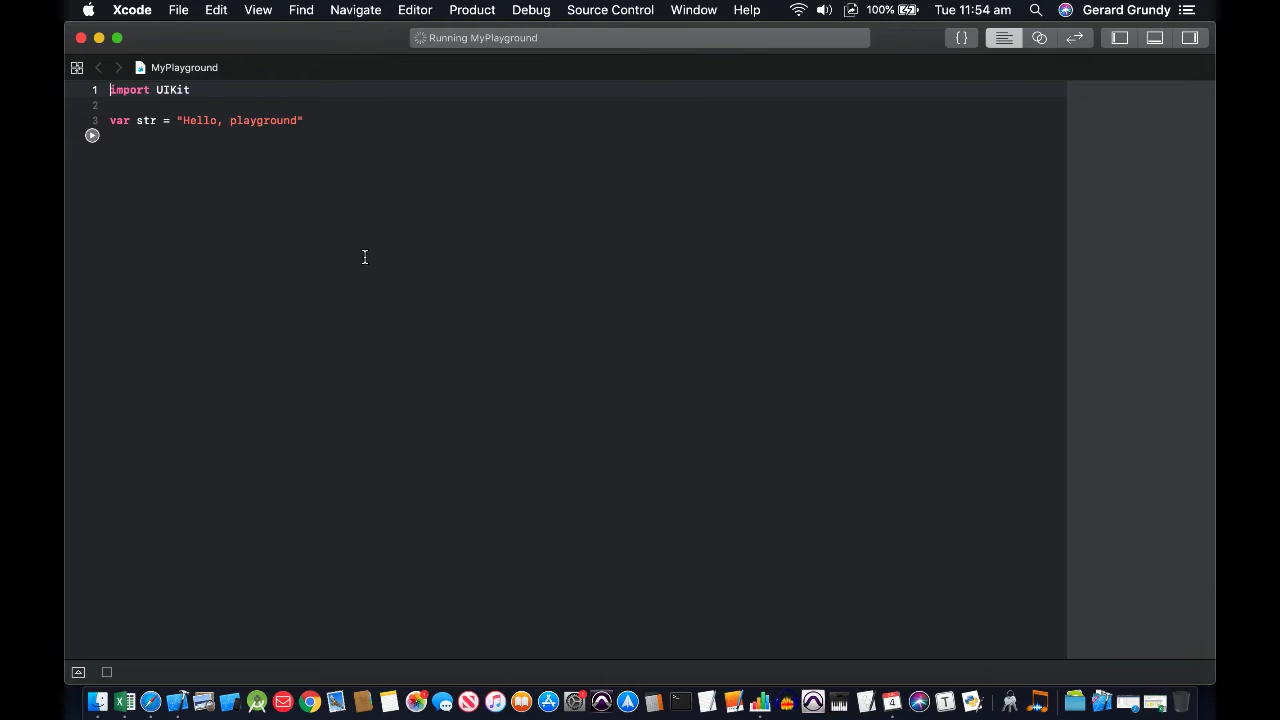 Xcode File Edit View Find Navigate Editor Product Debug Source Control Window Help 100% Tue 11:54 am Gerard Grundy
Running MyPlayground
{ }
MyPlayground
1 import UIKit
2
3 var str = "Hello, playground"
4